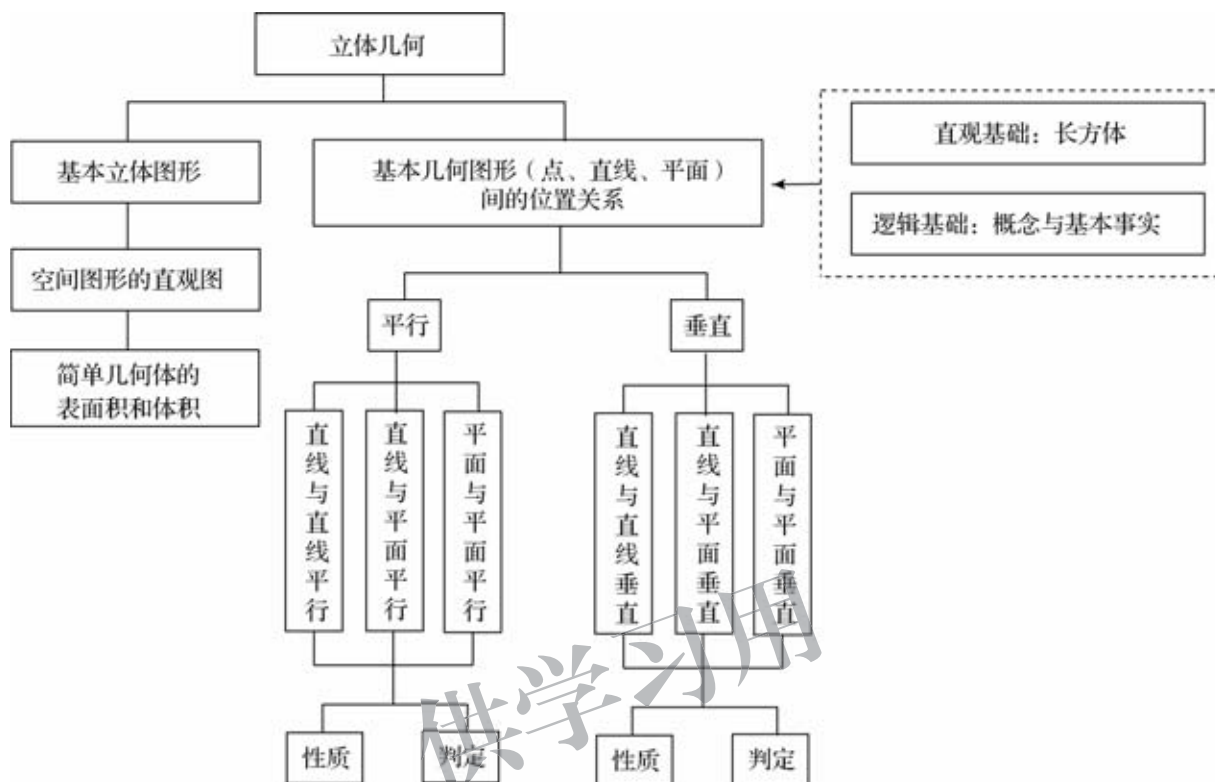 立体几何
基本立体图形
基本几何图形（点、直线、平面）
间的位置关系
直观基础：长方体
逻辑基础：概念与基本事实
空间图形的直观图
简单几何体的
表面积和体积
平行
垂直
直线与直线平行
直线与平面平行
平面与平面平行
直线与直线垂直
直线与平面垂直
平面与平面垂直
性质
判定
性质
判定
供学习用